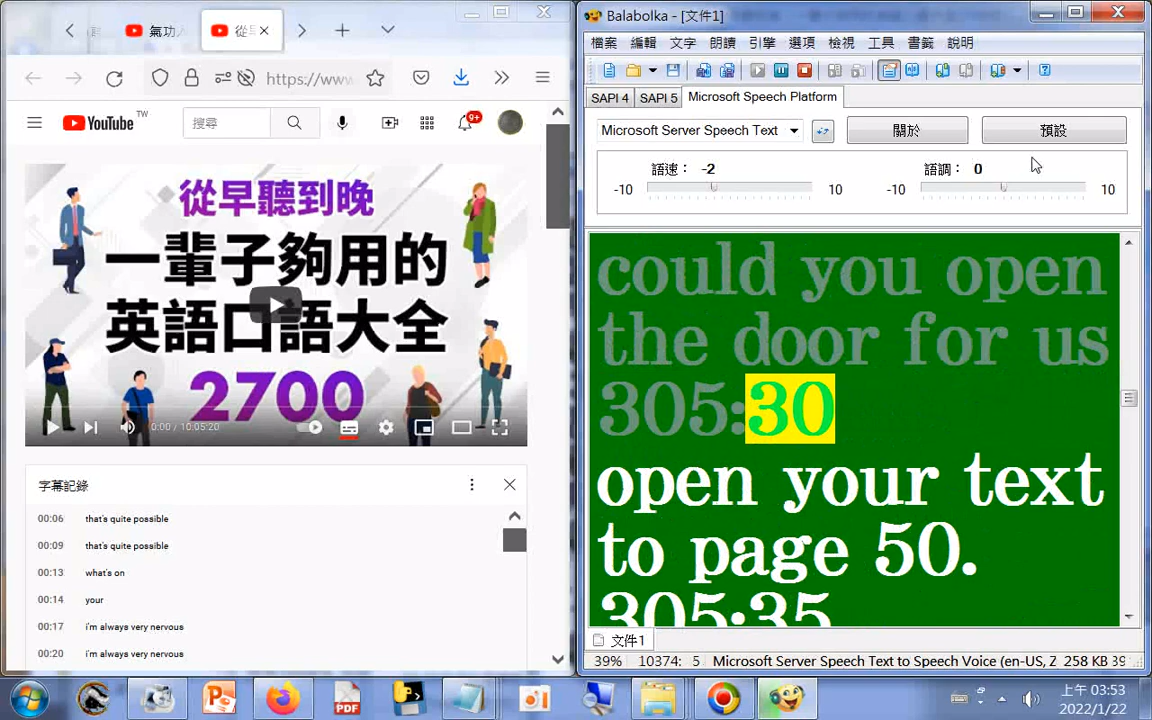 氣功
從
https://www
YouTube TW
搜尋
9+
從早聽到晚
一輩子夠用的
英語口語大全
2700
0:00 / 10:05:20
字幕記錄
00:06 that's quite possible
00:09 that's quite possible
00:13 what's on
00:14 your
00:17 i'm always very nervous
00:20 i'm always very nervous
Balabolka - [文件1]
檔案 編輯 文字 朗讀 引擎 選項 檢視 工具 書籤 說明
SAPI 4 SAPI 5 Microsoft Speech Platform
Microsoft Server Speech Text
關於
預設
語速： -2
語調： 0
-10 10
-10 10
could you open
the door for us
305:30
open your text
to page 50.
305:35
文件1
39% 10374: 5 Microsoft Server Speech Text to Speech Voice (en-US, Z 258 KB 39
PDF
上午 03:53
2022/1/22